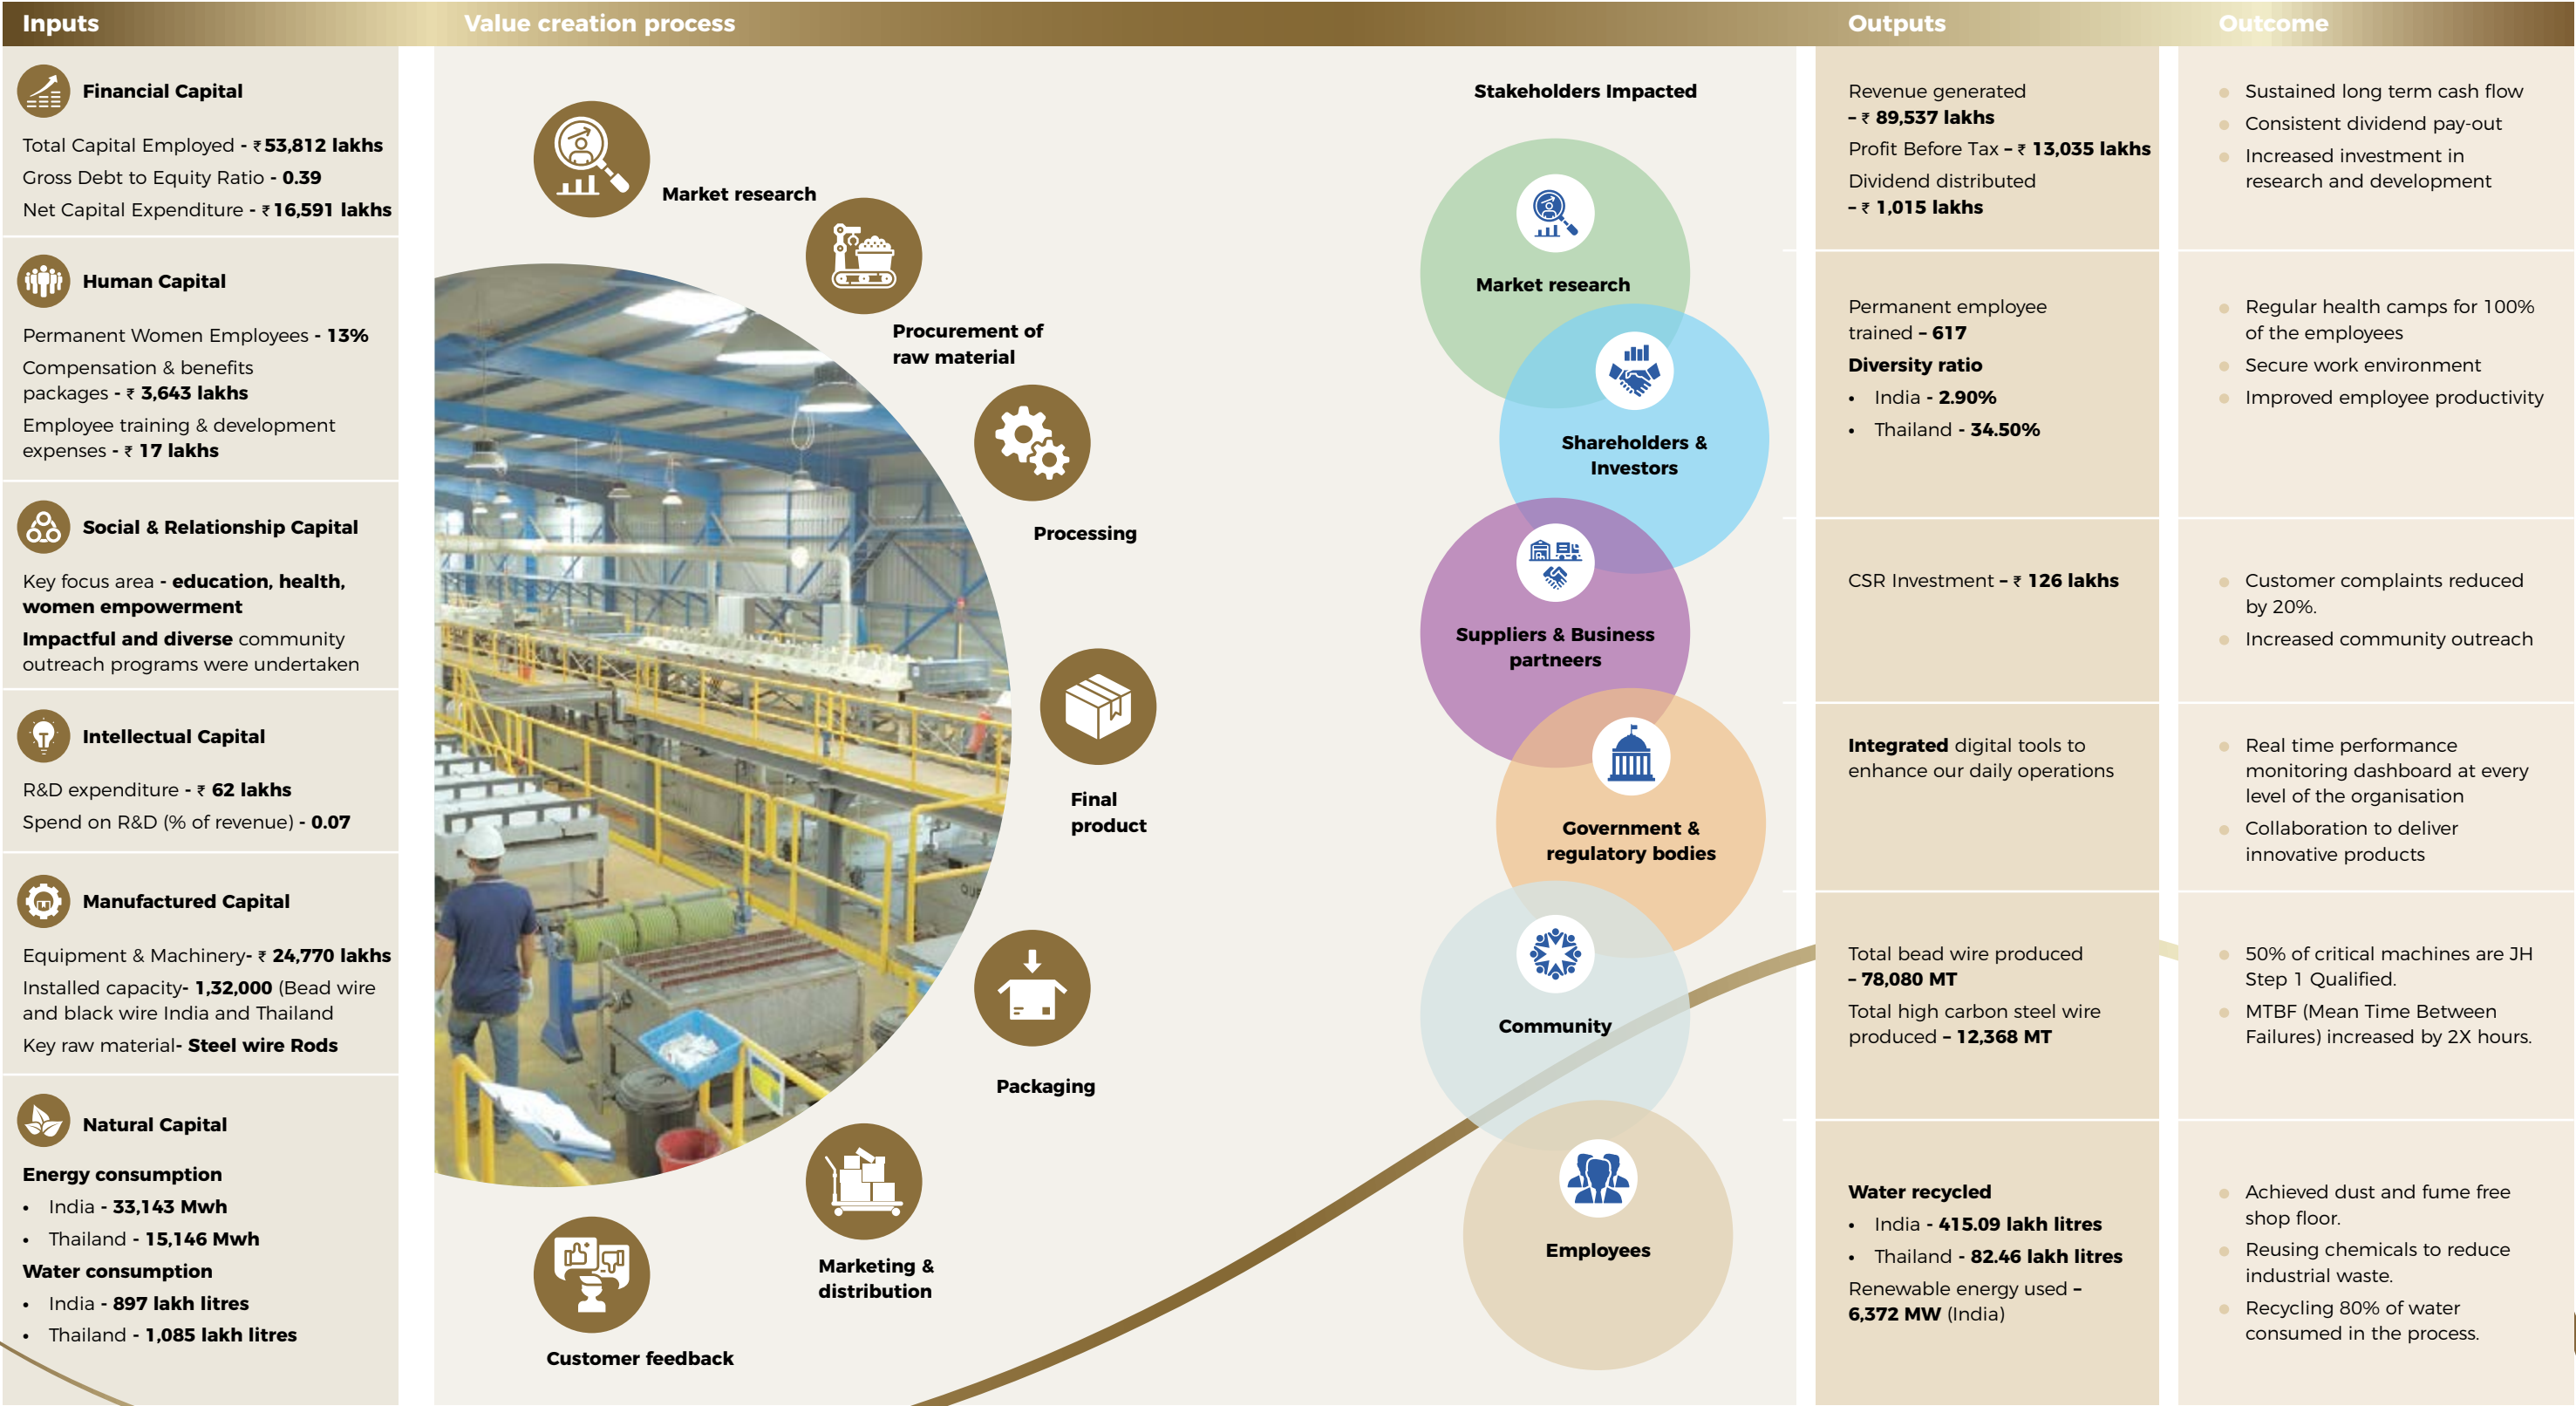 Inputs
Value creation process
Outputs
Outcome
Financial Capital
Total Capital Employed - ₹ 53,812 lakhs
Gross Debt to Equity Ratio - 0.39
Net Capital Expenditure - ₹ 16,591 lakhs
Human Capital
Permanent Women Employees - 13%
Compensation & benefits
packages - ₹ 3,643 lakhs
Employee training & development
expenses - ₹ 17 lakhs
Social & Relationship Capital
Key focus area - education, health,
women empowerment
Impactful and diverse community
outreach programs were undertaken
Intellectual Capital
R&D expenditure - ₹ 62 lakhs
Spend on R&D (% of revenue) - 0.07
Manufactured Capital
Equipment & Machinery- ₹ 24,770 lakhs
Installed capacity- 1,32,000 (Bead wire
and black wire India and Thailand
Key raw material- Steel wire Rods
Natural Capital
Energy consumption
• India - 33,143 Mwh
• Thailand - 15,146 Mwh
Water consumption
• India - 897 lakh litres
• Thailand - 1,085 lakh litres
Market research
Procurement of
raw material
Processing
Final
product
Packaging
Marketing &
distribution
Customer feedback
Stakeholders Impacted
Market research
Shareholders &
Investors
Suppliers & Business
partneers
Government &
regulatory bodies
Community
Employees
Revenue generated
– ₹ 89,537 lakhs
Profit Before Tax – ₹ 13,035 lakhs
Dividend distributed
– ₹ 1,015 lakhs
Permanent employee
trained – 617
Diversity ratio
• India - 2.90%
• Thailand - 34.50%
CSR Investment – ₹ 126 lakhs
Integrated digital tools to
enhance our daily operations
Total bead wire produced
– 78,080 MT
Total high carbon steel wire
produced – 12,368 MT
Water recycled
• India - 415.09 lakh litres
• Thailand - 82.46 lakh litres
Renewable energy used –
6,372 MW (India)
Sustained long term cash flow
Consistent dividend pay-out
Increased investment in
research and development
Regular health camps for 100%
of the employees
Secure work environment
Improved employee productivity
Customer complaints reduced
by 20%.
Increased community outreach
Real time performance
monitoring dashboard at every
level of the organisation
Collaboration to deliver
innovative products
50% of critical machines are JH
Step 1 Qualified.
MTBF (Mean Time Between
Failures) increased by 2X hours.
Achieved dust and fume free
shop floor.
Reusing chemicals to reduce
industrial waste.
Recycling 80% of water
consumed in the process.